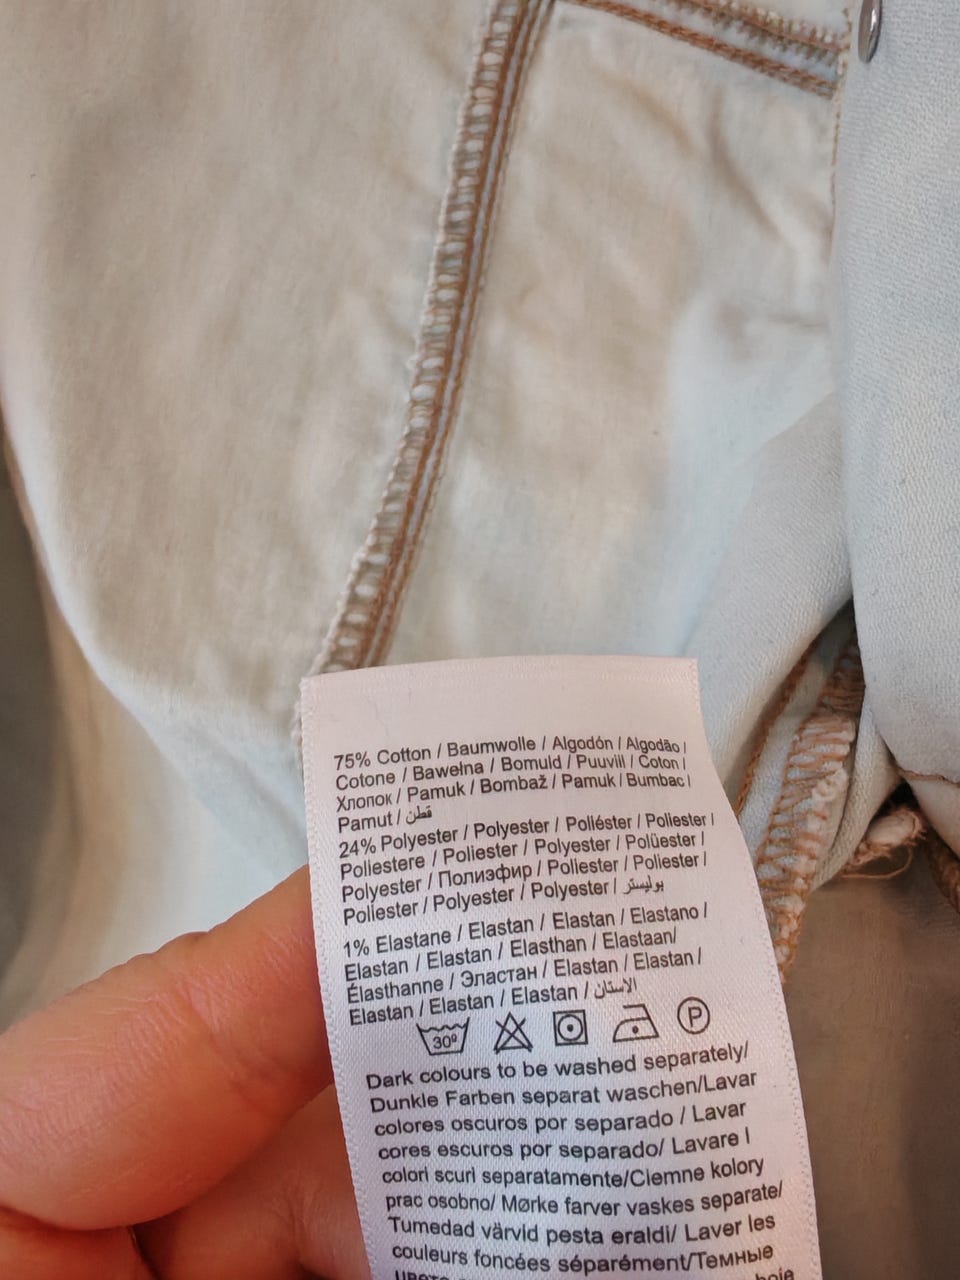 75% Cotton / Baumwolle / Algodón / Algodão /
Cotone / Bawełna / Bomuld / Puuvill / Coton /
Хлопок / Pamuk / Bombaž / Pamuk / Bumbac /
Pamut / قطن
24% Polyester / Polyester / Poliéster / Poliester /
Poliestere / Poliester / Polyester / Polüester /
Polyester / Полиэфир / Poliester / Poliester /
Poliester / Polyester / Polyester / بوليستر
1% Elastane / Elastan / Elastan / Elastano /
Elastan / Elastan / Elasthan / Elastaan/
Élasthanne / Эластан / Elastan / Elastan /
Elastan / Elastan / Elastan / الاستان
30º P
Dark colours to be washed separately/
Dunkle Farben separat waschen/Lavar
colores oscuros por separado / Lavar
cores escuros por separado/ Lavare I
colori scuri separatamente/Ciemne kolory
prac osobno/ Mørke farver vaskes separate/
Tumedad värvid pesta eraldi/ Laver les
couleurs foncées séparément/Темные